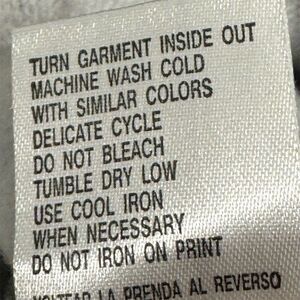 TURN GARMENT INSIDE OUT
MACHINE WASH COLD
WITH SIMILAR COLORS
DELICATE CYCLE
DO NOT BLEACH
TUMBLE DRY LOW
USE COOL IRON
WHEN NECESSARY
DO NOT IRON ON PRINT
VOLTEAR LA PRENDA AL REVERSO